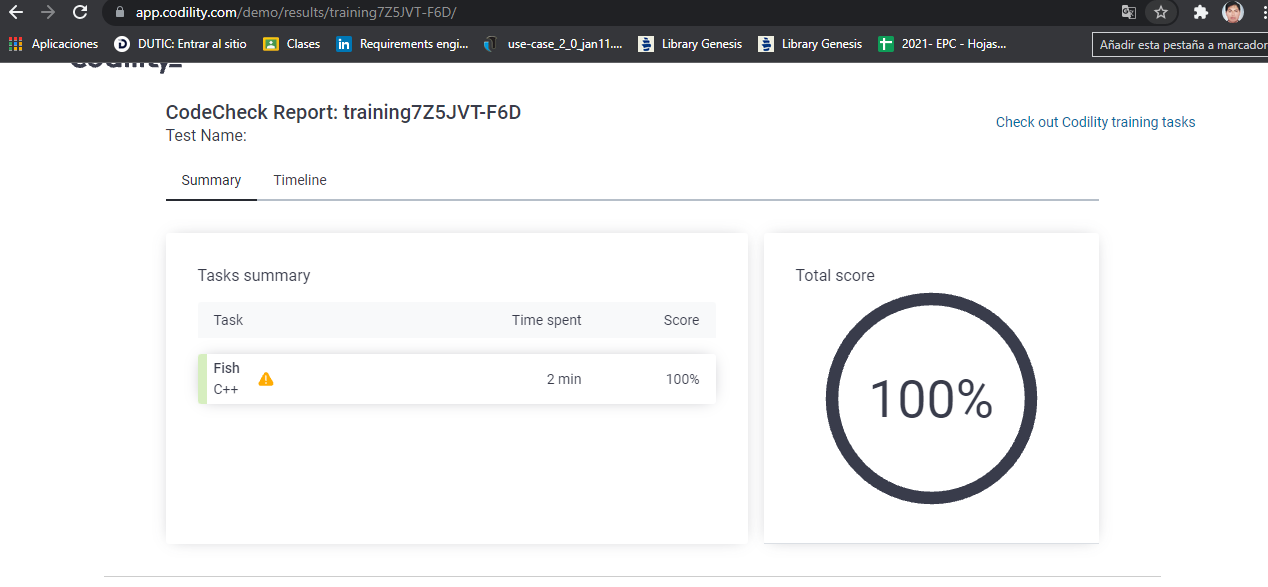 app.codility.com/demo/results/training7Z5JVT-F6D/
Aplicaciones DUTIC: Entrar al sitio Clases Requirements engi... use-case_2_0_jan11.... Library Genesis Library Genesis 2021- EPC - Hojas...
Añadir esta pestaña a marcador
codility
CodeCheck Report: training7Z5JVT-F6D
Check out Codility training tasks
Test Name:
Summary Timeline
Tasks summary
Task Time spent Score
Fish
C++
2 min 100%
Total score
100%